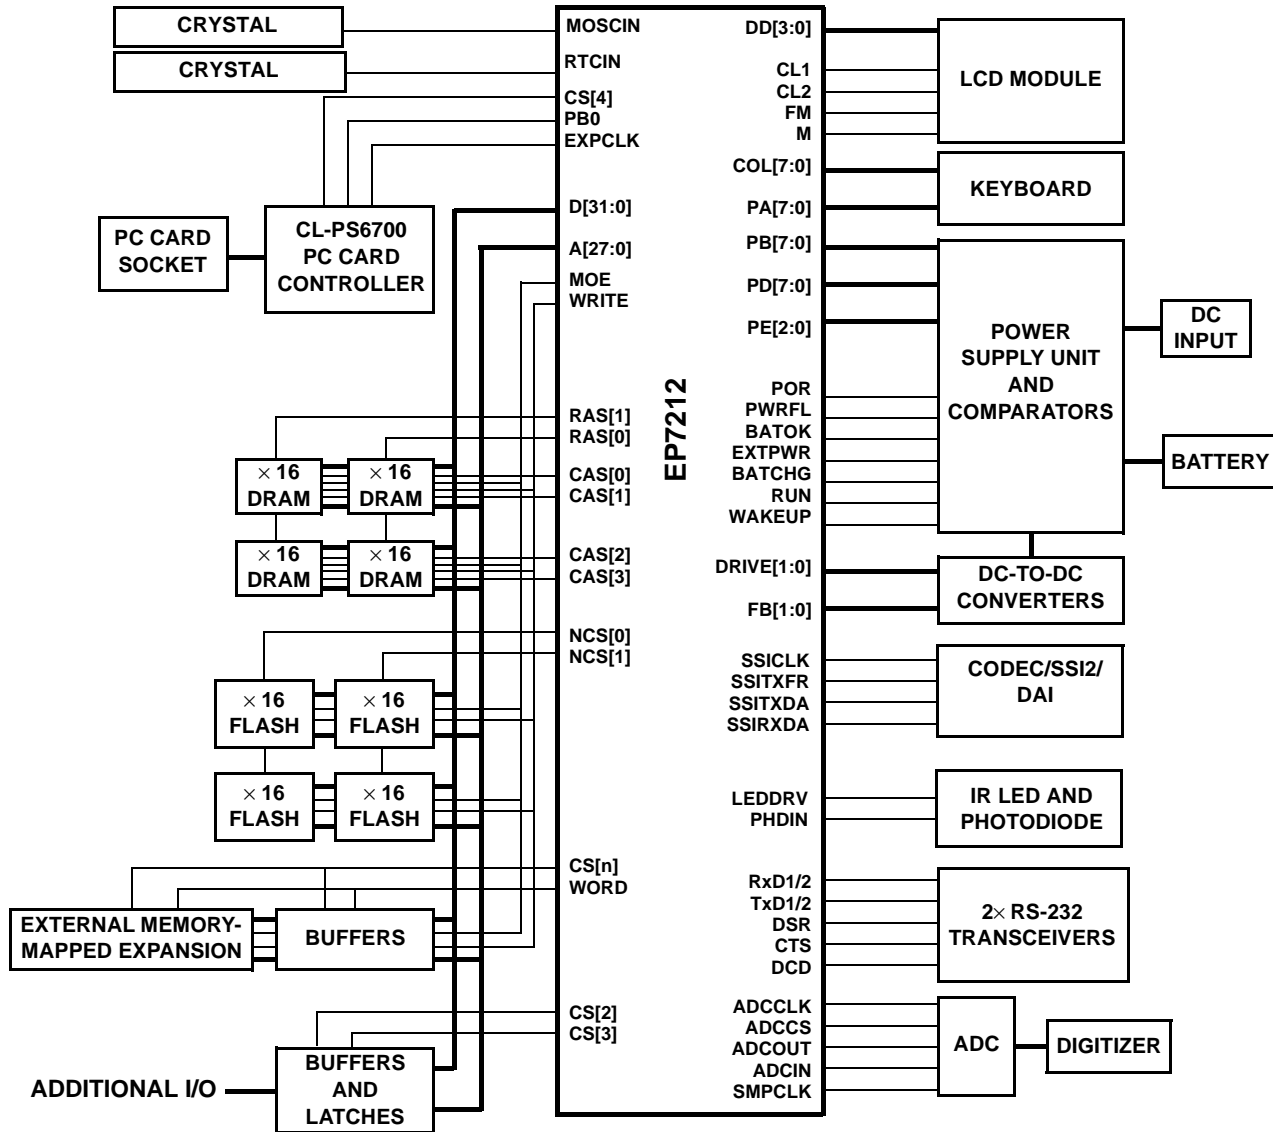 CRYSTAL
CRYSTAL
PC CARD
SOCKET
CL-PS6700
PC CARD
CONTROLLER
× 16
DRAM
× 16
DRAM
× 16
DRAM
× 16
DRAM
× 16
FLASH
× 16
FLASH
× 16
FLASH
× 16
FLASH
EXTERNAL MEMORY-
MAPPED EXPANSION
BUFFERS
ADDITIONAL I/O
BUFFERS
AND
LATCHES
MOSCIN
RTCIN
CS[4]
PB0
EXPCLK
D[31:0]
A[27:0]
MOE
WRITE
RAS[1]
RAS[0]
CAS[0]
CAS[1]
CAS[2]
CAS[3]
NCS[0]
NCS[1]
CS[n]
WORD
CS[2]
CS[3]
EP7212
DD[3:0]
CL1
CL2
FM
M
COL[7:0]
PA[7:0]
PB[7:0]
PD[7:0]
PE[2:0]
POR
PWRFL
BATOK
EXTPWR
BATCHG
RUN
WAKEUP
DRIVE[1:0]
FB[1:0]
SSICLK
SSITXFR
SSITXDA
SSIRXDA
LEDDRV
PHDIN
RxD1/2
TxD1/2
DSR
CTS
DCD
ADCCLK
ADCCS
ADCOUT
ADCIN
SMPCLK
LCD MODULE
KEYBOARD
POWER
SUPPLY UNIT
AND
COMPARATORS
DC
INPUT
BATTERY
DC-TO-DC
CONVERTERS
CODEC/SSI2/
DAI
IR LED AND
PHOTODIODE
2× RS-232
TRANSCEIVERS
ADC
DIGITIZER